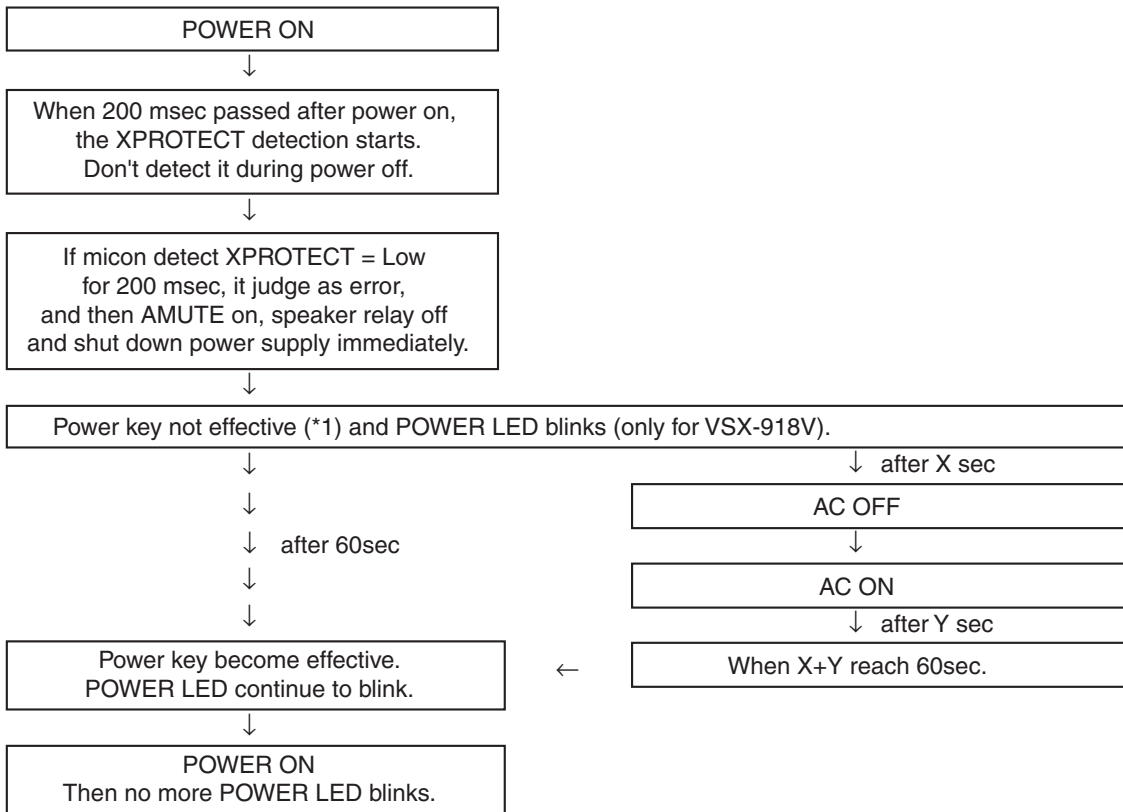 POWER ON
↓
When 200 msec passed after power on,
the XPROTECT detection starts.
Don't detect it during power off.
↓
If micon detect XPROTECT = Low
for 200 msec, it judge as error,
and then AMUTE on, speaker relay off
and shut down power supply immediately.
↓
Power key not effective (*1) and POWER LED blinks (only for VSX-918V).
↓
↓
↓ after 60sec
↓
↓
↓ after X sec
AC OFF
↓
AC ON
↓ after Y sec
When X+Y reach 60sec.
←
Power key become effective.
POWER LED continue to blink.
↓
POWER ON
Then no more POWER LED blinks.